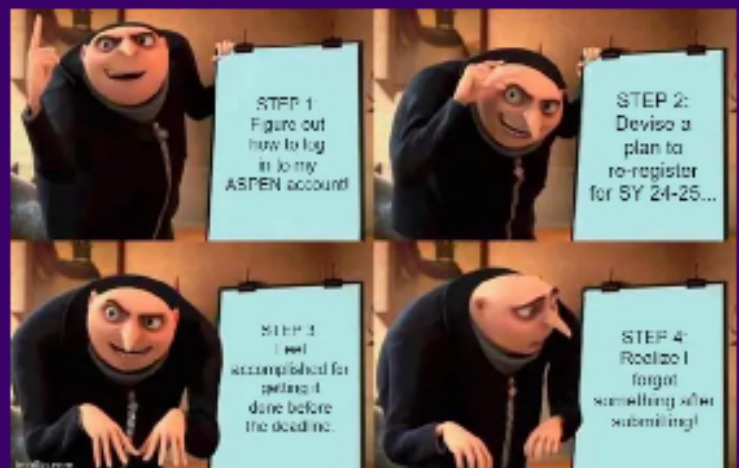 STEP 1:
Figure out
how to log
in to my
ASPEN account!
STEP 2:
Devise a
plan to
re-register
for SY 24-25...
STEP 3
Feel
accomplished for
getting it
done before
the deadline.
STEP 4:
Realize I
forgot
something after
submitting!